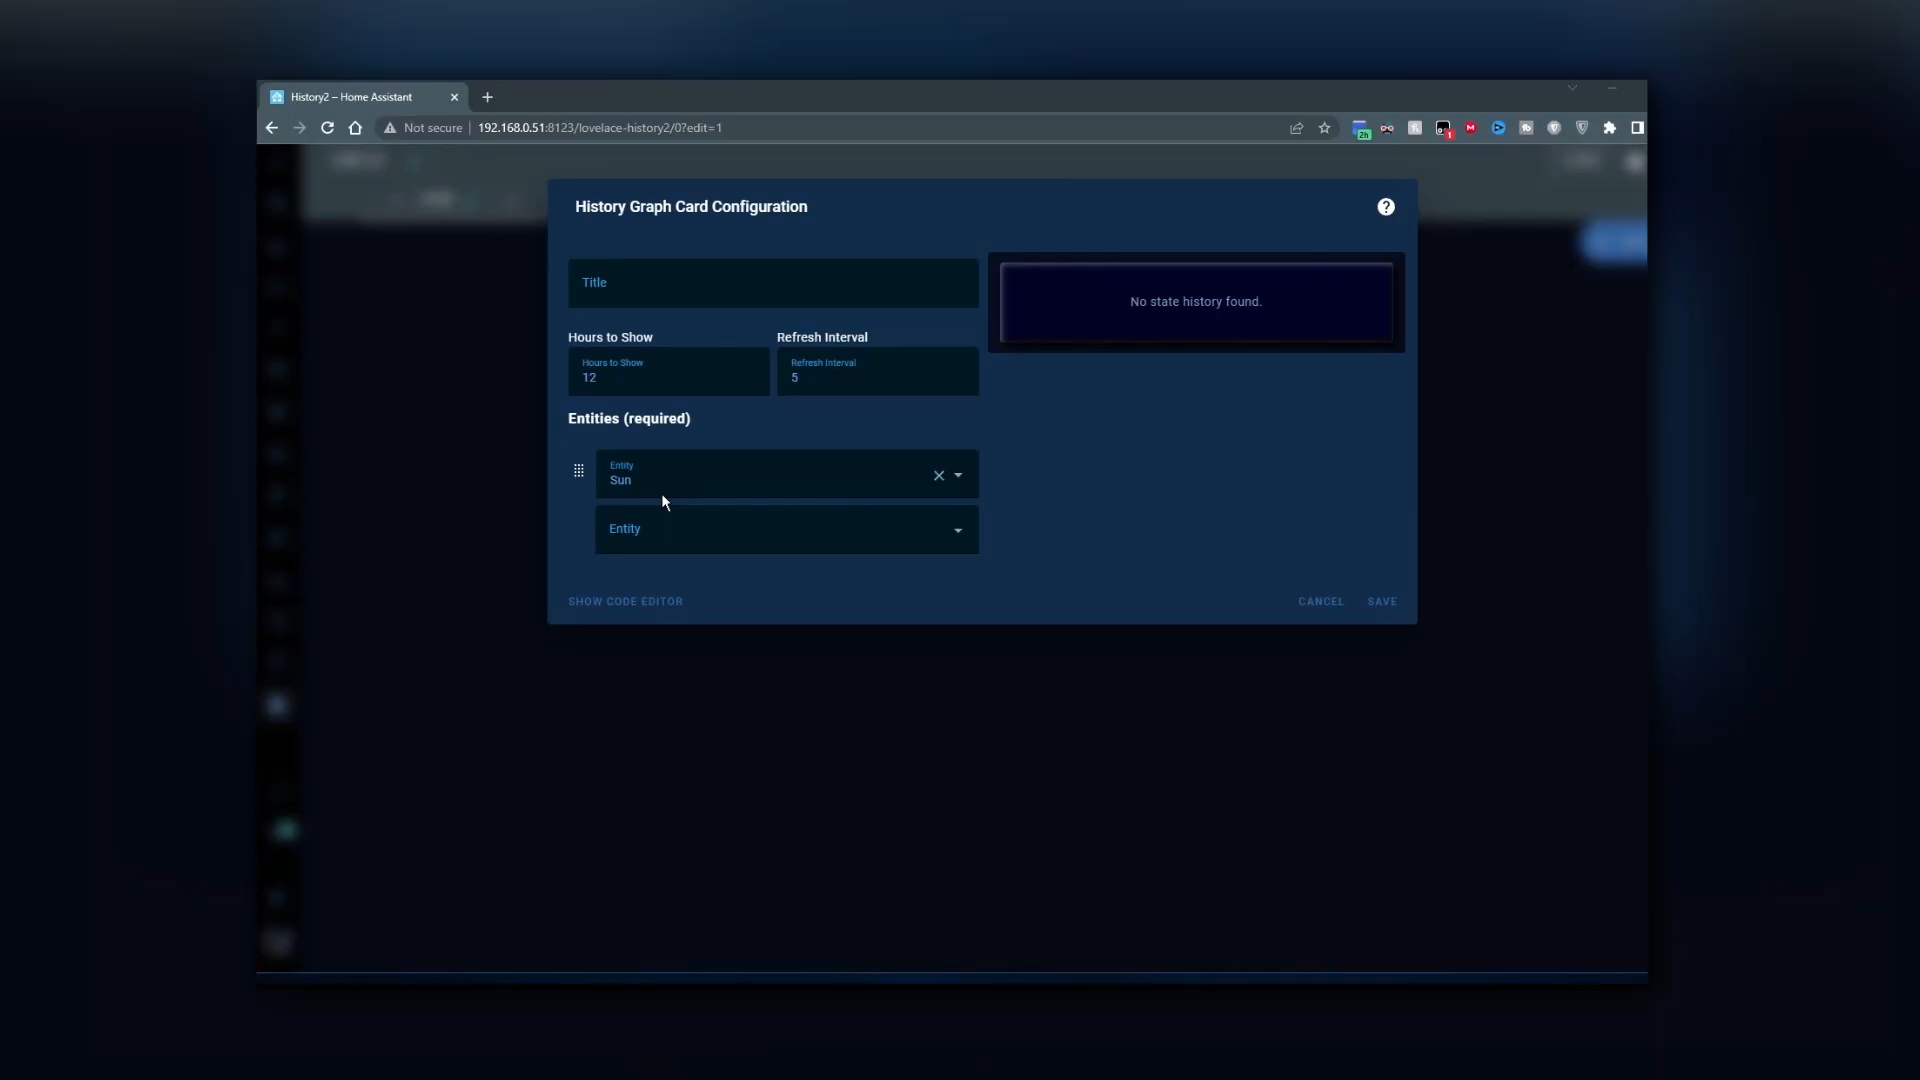 History2 – Home Assistant
Not secure
192.168.0.51:8123/lovelace-history2/0?edit=1
2h
1
History Graph Card Configuration
?
Title
No state history found.
Hours to Show
Refresh Interval
Hours to Show
12
Refresh Interval
5
Entities (required)
Entity
Sun
Entity
SHOW CODE EDITOR
CANCEL
SAVE